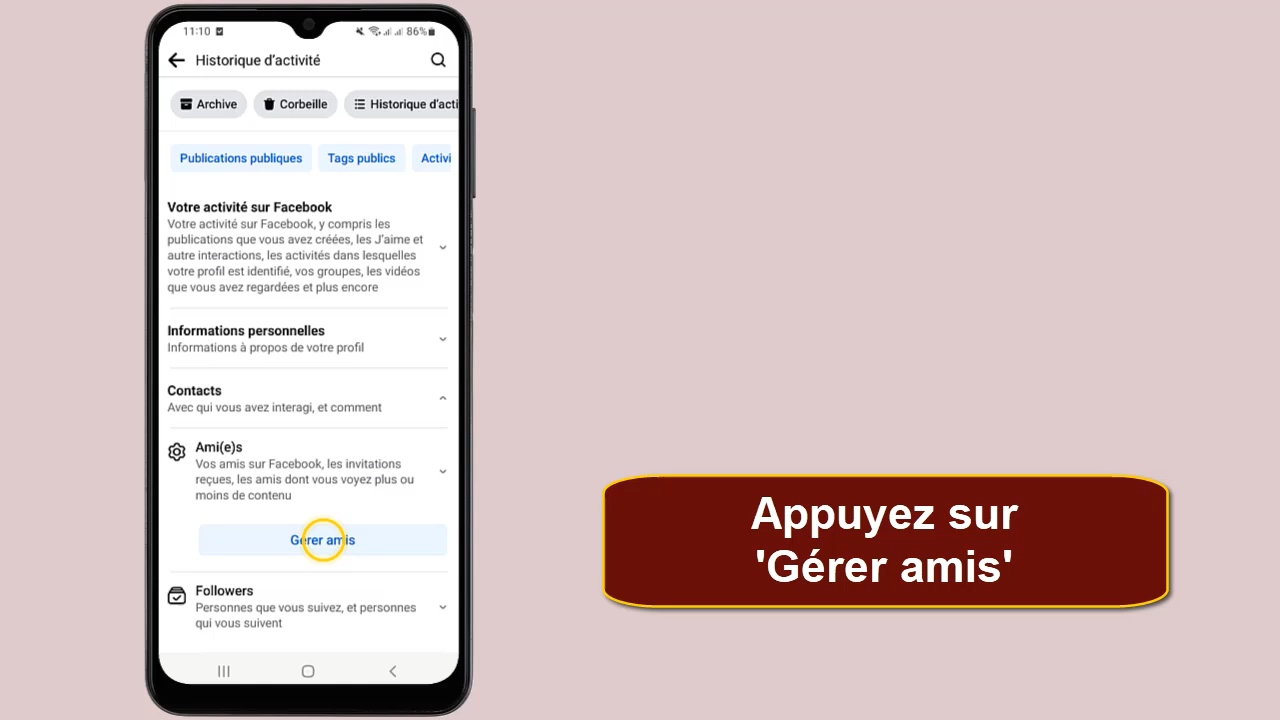 11:10
86%
Historique d'activité
Archive
Corbeille
Historique d'acti
Publications publiques
Tags publics
Activi
Votre activité sur Facebook
Votre activité sur Facebook, y compris les
publications que vous avez créées, les J'aime et
autre interactions, les activités dans lesquelles
votre profil est identifié, vos groupes, les vidéos
que vous avez regardées et plus encore
Informations personnelles
Informations à propos de votre profil
Contacts
Avec qui vous avez interagi, et comment
Ami(e)s
Vos amis sur Facebook, les invitations
reçues, les amis dont vous voyez plus ou
moins de contenu
Gérer amis
Followers
Personnes que vous suivez, et personnes
qui vous suivent
Appuyez sur
'Gérer amis'